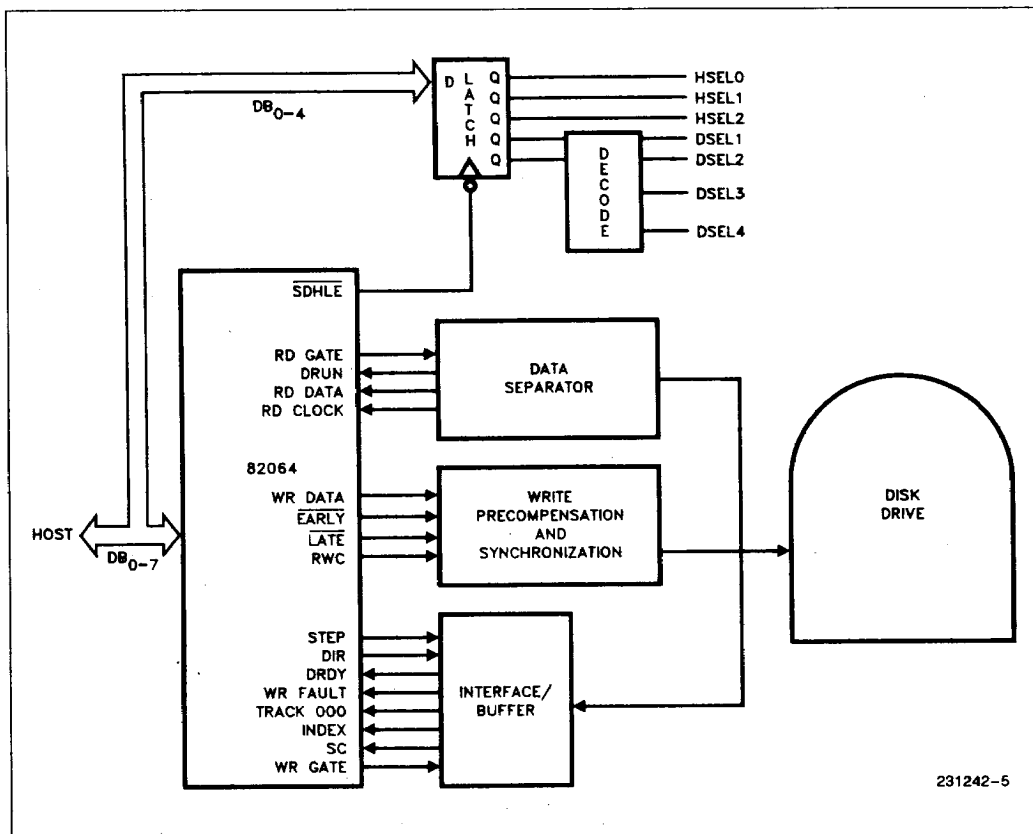 D LATCH Q HSEL0
Q HSEL1
Q HSEL2
Q DSEL1
Q DSEL2
DECODE
DSEL3
DSEL4
DB0-4
SDHLE
RD GATE
DRUN
RD DATA
RD CLOCK
DATA
SEPARATOR
82064
WR DATA
EARLY
LATE
RWC
WRITE
PRECOMPENSATION
AND
SYNCHRONIZATION
DISK
DRIVE
HOST
DB0-7
STEP
DIR
DRDY
WR FAULT
TRACK 000
INDEX
SC
WR GATE
INTERFACE/
BUFFER
231242-5